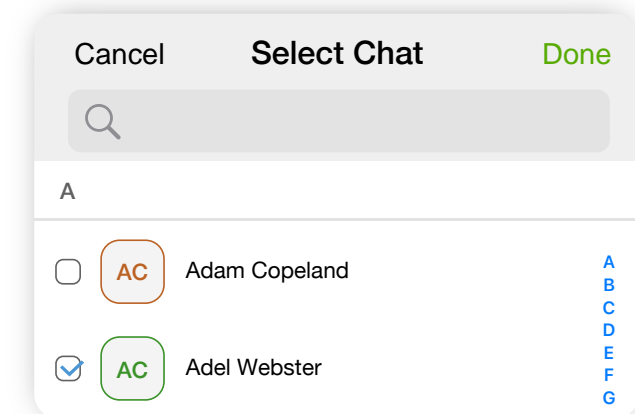 Cancel Select Chat Done
A
AC Adam Copeland
AC Adel Webster
A
B
C
D
E
F
G